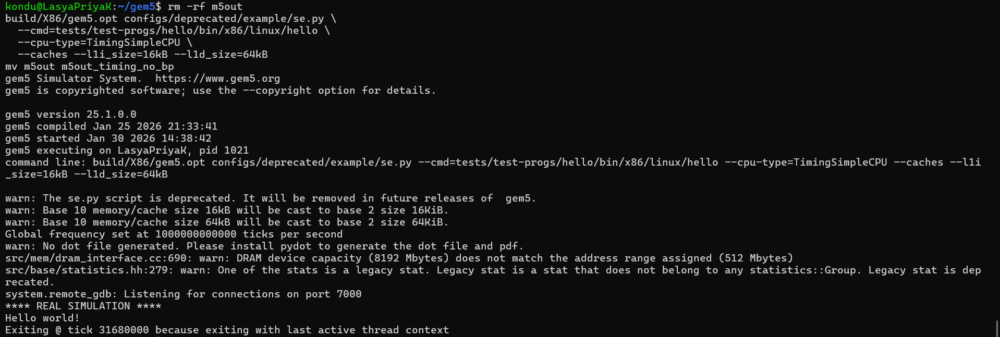 kondu@LasyaPriyaK:~/gem5$ rm -rf m5out
build/X86/gem5.opt configs/deprecated/example/se.py \
  --cmd=tests/test-progs/hello/bin/x86/linux/hello \
  --cpu-type=TimingSimpleCPU \
  --caches --l1i_size=16kB --l1d_size=64kB
mv m5out m5out_timing_no_bp
gem5 Simulator System.  https://www.gem5.org
gem5 is copyrighted software; use the --copyright option for details.

gem5 version 25.1.0.0
gem5 compiled Jan 25 2026 21:33:41
gem5 started Jan 30 2026 14:38:42
gem5 executing on LasyaPriyaK, pid 1021
command line: build/X86/gem5.opt configs/deprecated/example/se.py --cmd=tests/test-progs/hello/bin/x86/linux/hello --cpu-type=TimingSimpleCPU --caches --l1i
_size=16kB --l1d_size=64kB

warn: The se.py script is deprecated. It will be removed in future releases of  gem5.
warn: Base 10 memory/cache size 16kB will be cast to base 2 size 16KiB.
warn: Base 10 memory/cache size 64kB will be cast to base 2 size 64KiB.
Global frequency set at 1000000000000 ticks per second
warn: No dot file generated. Please install pydot to generate the dot file and pdf.
src/mem/dram_interface.cc:690: warn: DRAM device capacity (8192 Mbytes) does not match the address range assigned (512 Mbytes)
src/base/statistics.hh:279: warn: One of the stats is a legacy stat. Legacy stat is a stat that does not belong to any statistics::Group. Legacy stat is dep
recated.
system.remote_gdb: Listening for connections on port 7000
**** REAL SIMULATION ****
Hello world!
Exiting @ tick 31680000 because exiting with last active thread context